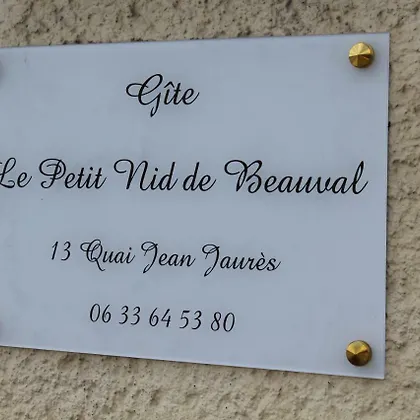 Gîte
Le Petit Nid de Beauval
13 Quai Jean Jaurès
06 33 64 53 80